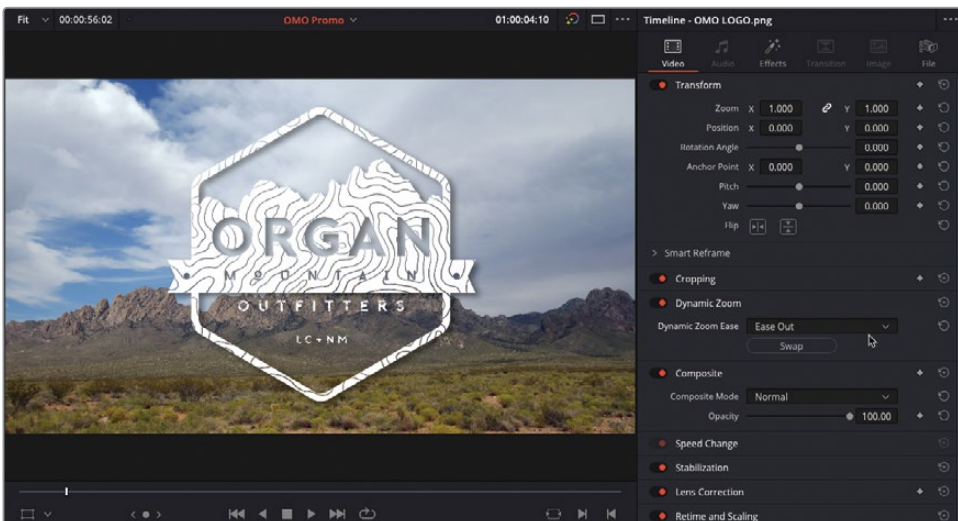 Fit 00:00:56:02 OMO Promo 01:00:04:10 Timeline - OMO LOGO.png
Video Audio Effects Transition Image File
Transform
Zoom X 1.000 Y 1.000
Position X 0.000 Y 0.000
Rotation Angle 0.000
Anchor Point X 0.000 Y 0.000
Pitch 0.000
Yaw 0.000
Flip
Smart Reframe
Cropping
Dynamic Zoom
Dynamic Zoom Ease Ease Out
Swap
Composite
Composite Mode Normal
Opacity 100.00
Speed Change
Stabilization
Lens Correction
Retime and Scaling
ORGAN
MOUNTAIN
OUTFITTERS
LC+NM